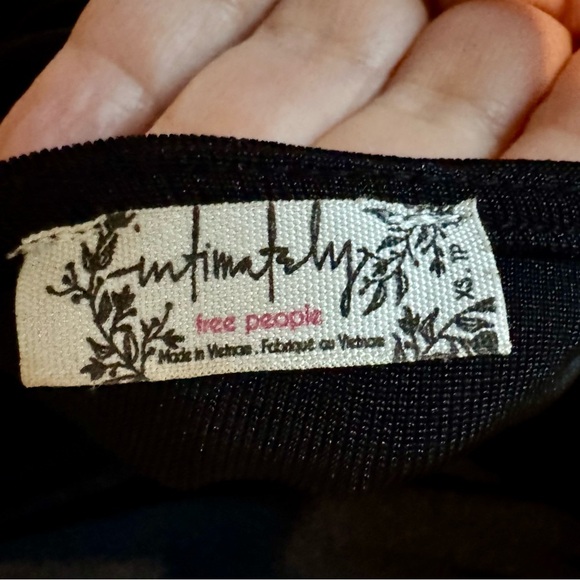 intimately
free people
Made in Vietnam . Fabriqué au Vietnam
XS . TP